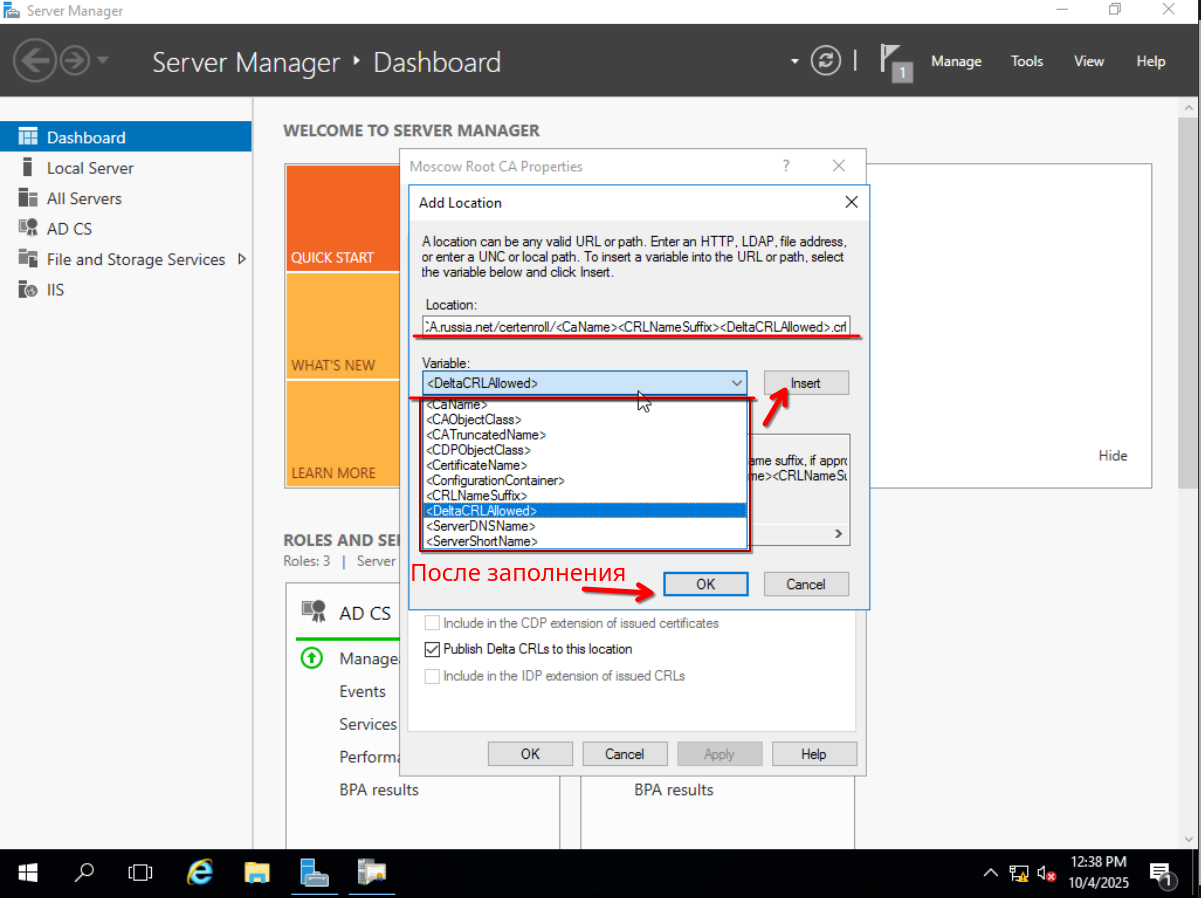 Server Manager
Server Manager ‣ Dashboard
1
Manage
Tools
View
Help
Dashboard
Local Server
All Servers
AD CS
File and Storage Services
IIS
WELCOME TO SERVER MANAGER
QUICK START
WHAT'S NEW
LEARN MORE
Hide
ROLES AND
Roles: 3 | Server
AD CS
Events
Services
BPA results
BPA results
Moscow Root CA Properties
?
Add Location
A location can be any valid URL or path. Enter an HTTP, LDAP, file address,
or enter a UNC or local path. To insert a variable into the URL or path, select
the variable below and click Insert.
Location:
A.russia.net/certenroll/<CaName><CRLNameSuffix><DeltaCRLAllowed>.crl
Variable:
<DeltaCRLAllowed>
Insert
<CaName>
<CAObjectClass>
<CATruncatedName>
<CDPObjectClass>
<CertificateName>
<ConfigurationContainer>
<CRLNameSuffix>
<DeltaCRLAllowed>
<ServerDNSName>
<ServerShortName>
ame suffix, if appro
me><CRLNameSu
После заполнения
OK
Cancel
Include in the CDP extension of issued certificates
Publish Delta CRLs to this location
Include in the IDP extension of issued CRLs
OK
Cancel
Apply
Help
12:38 PM
10/4/2025
1